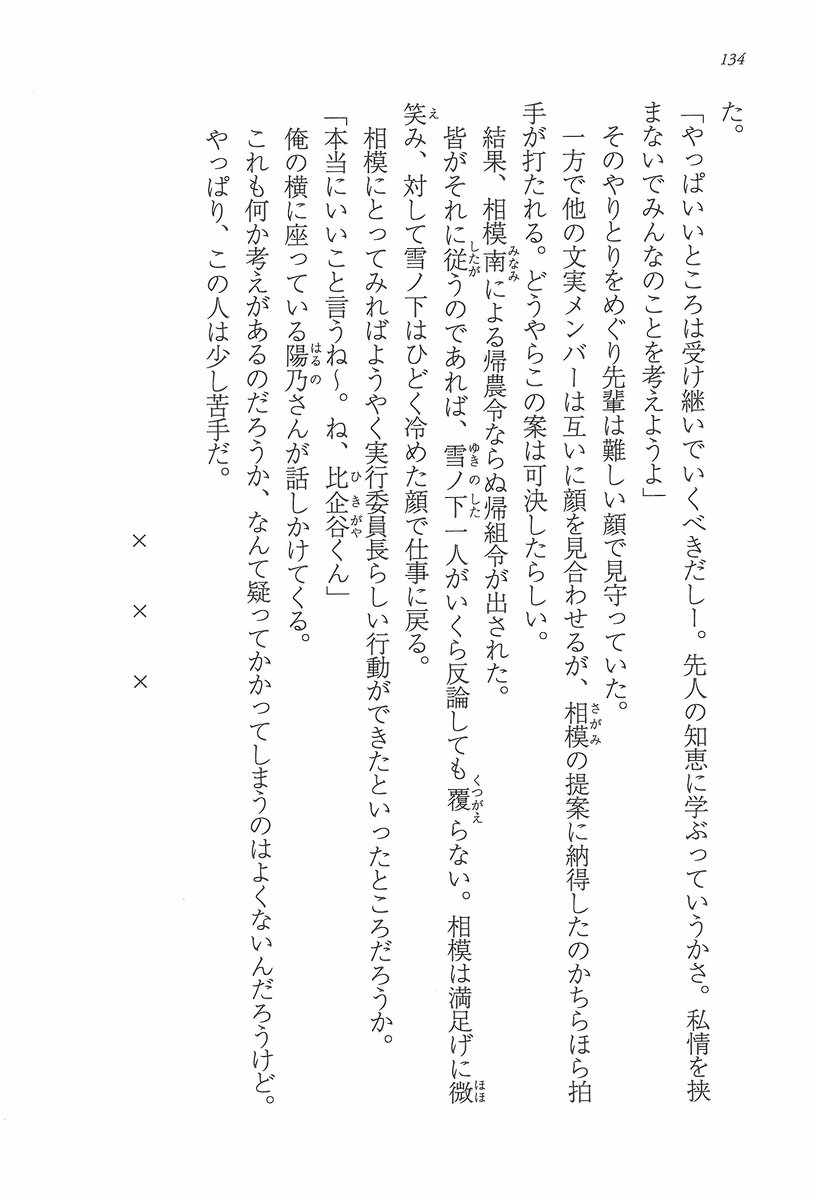 134
た。
「やっぱいいところは受け継いでいくべきだしー。先人の知恵に学ぶっていうかさ。私情を挟
まないでみんなのことを考えようよ」
そのやりとりをめぐり先輩は難しい顔で見守っていた。
一方で他の文実メンバーは互いに顔を見合わせるが、相模の提案に納得したのかちらほら拍
手が打たれる。どうやらこの案は可決したらしい。
結果、相模南による帰農令ならぬ帰組令が出された。
皆がそれに従うのであれば、雪ノ下一人がいくら反論しても覆らない。相模は満足げに微
笑み、対して雪ノ下はひどく冷めた顔で仕事に戻る。
相模にとってみればようやく実行委員長らしい行動ができたといったところだろうか。
「本当にいいこと言うね〜。ね、比企谷くん」
俺の横に座っている陽乃さんが話しかけてくる。
これも何か考えがあるのだろうか、なんて疑ってかかってしまうのはよくないんだろうけど。
やっぱり、この人は少し苦手だ。
× × ×